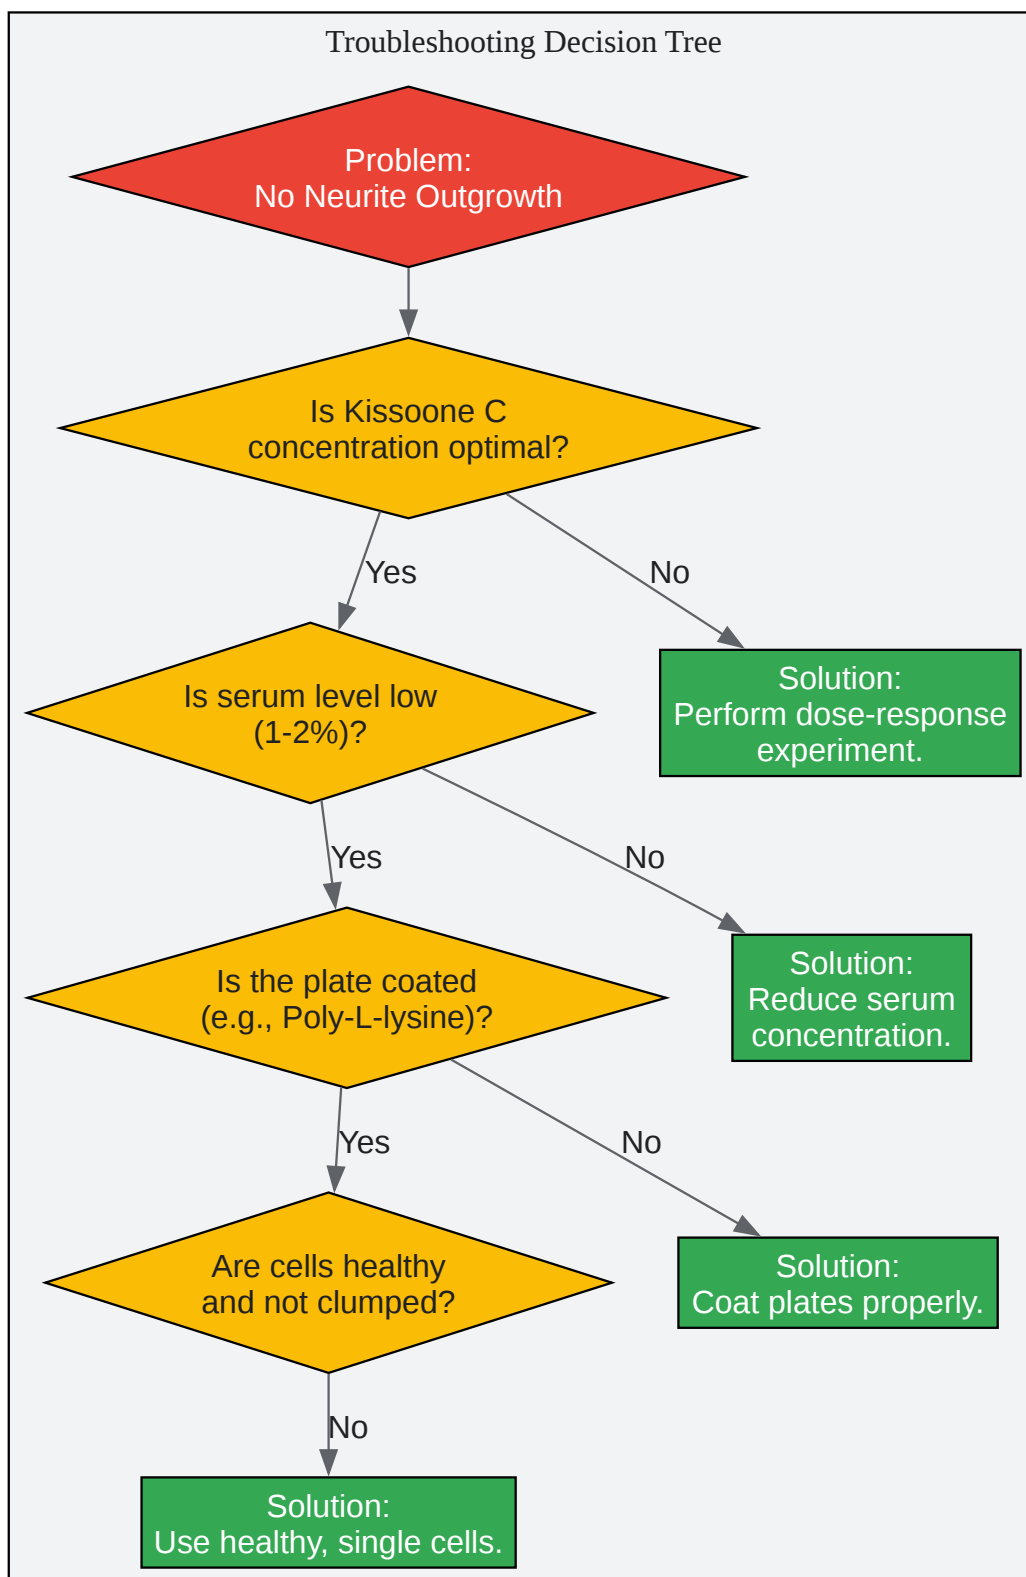 Troubleshooting Decision Tree
Problem:
No Neurite Outgrowth
Is Kissoone C
concentration optimal?
Yes
No
Is serum level low
(1-2%)?
Solution:
Perform dose-response
experiment.
Yes
No
Is the plate coated
(e.g., Poly-L-lysine)?
Solution:
Reduce serum
concentration.
Yes
No
Are cells healthy
and not clumped?
Solution:
Coat plates properly.
No
Solution:
Use healthy, single cells.